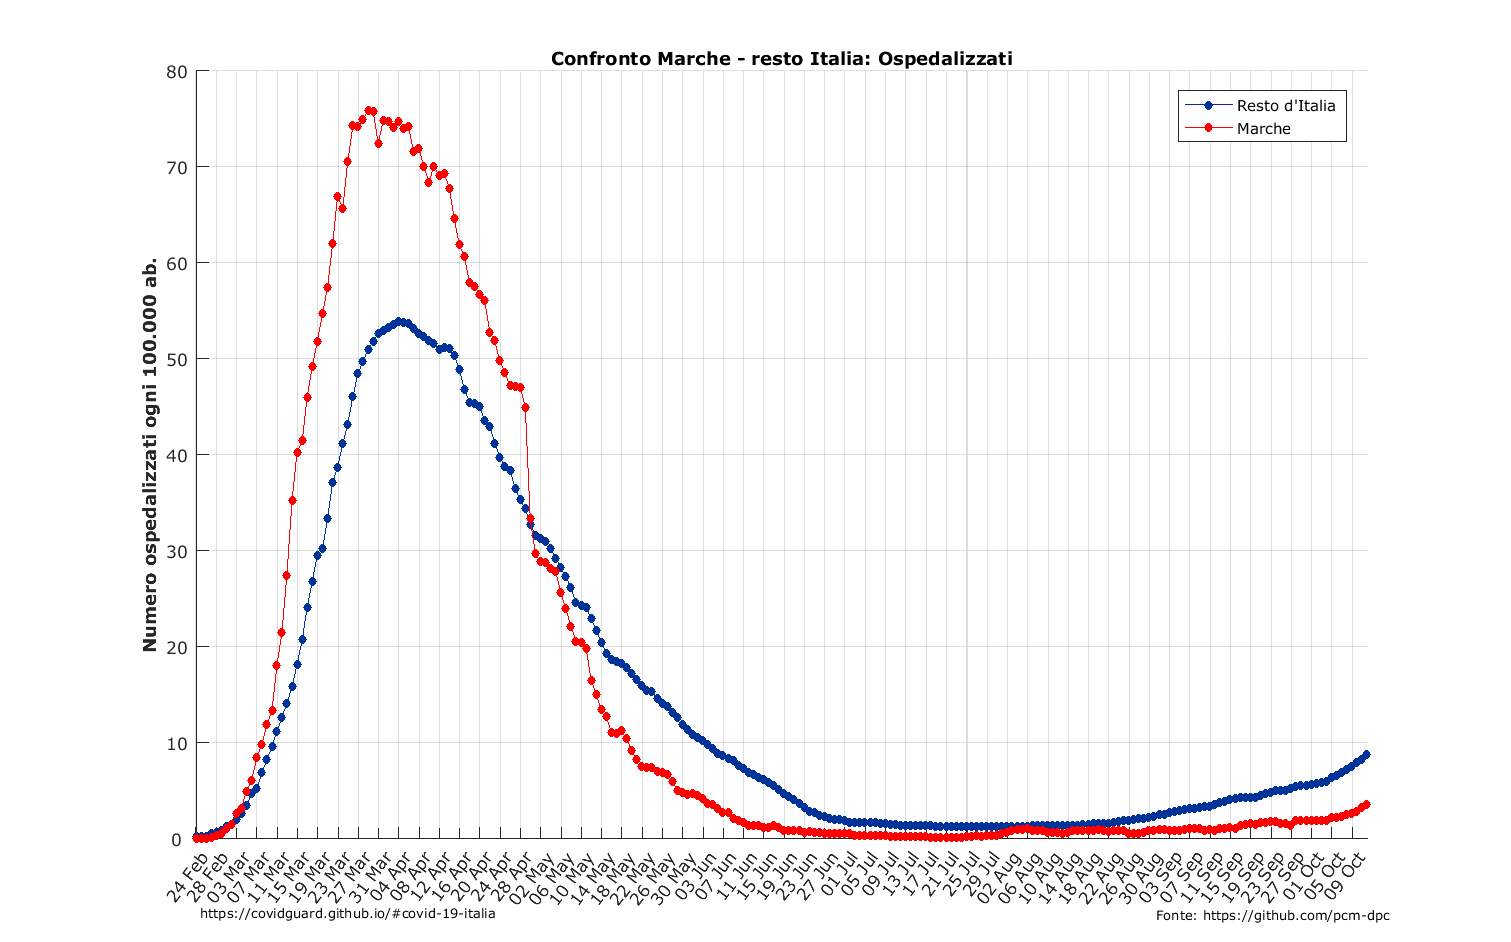 Confronto Marche - resto Italia: Ospedalizzati
Resto d'Italia
Marche
Numero ospedalizzati ogni 100.000 ab.
80
70
60
50
40
30
20
10
0
24 Feb
28 Feb
03 Mar
07 Mar
11 Mar
15 Mar
19 Mar
23 Mar
27 Mar
31 Mar
04 Apr
08 Apr
12 Apr
16 Apr
20 Apr
24 Apr
28 Apr
02 May
06 May
10 May
14 May
18 May
22 May
26 May
30 May
03 Jun
07 Jun
11 Jun
15 Jun
19 Jun
23 Jun
27 Jun
01 Jul
05 Jul
09 Jul
13 Jul
17 Jul
21 Jul
25 Jul
29 Jul
02 Aug
06 Aug
10 Aug
14 Aug
18 Aug
22 Aug
26 Aug
30 Aug
03 Sep
07 Sep
11 Sep
15 Sep
19 Sep
23 Sep
27 Sep
01 Oct
05 Oct
09 Oct
https://covidguard.github.io/#covid-19-italia
Fonte: https://github.com/pcm-dpc